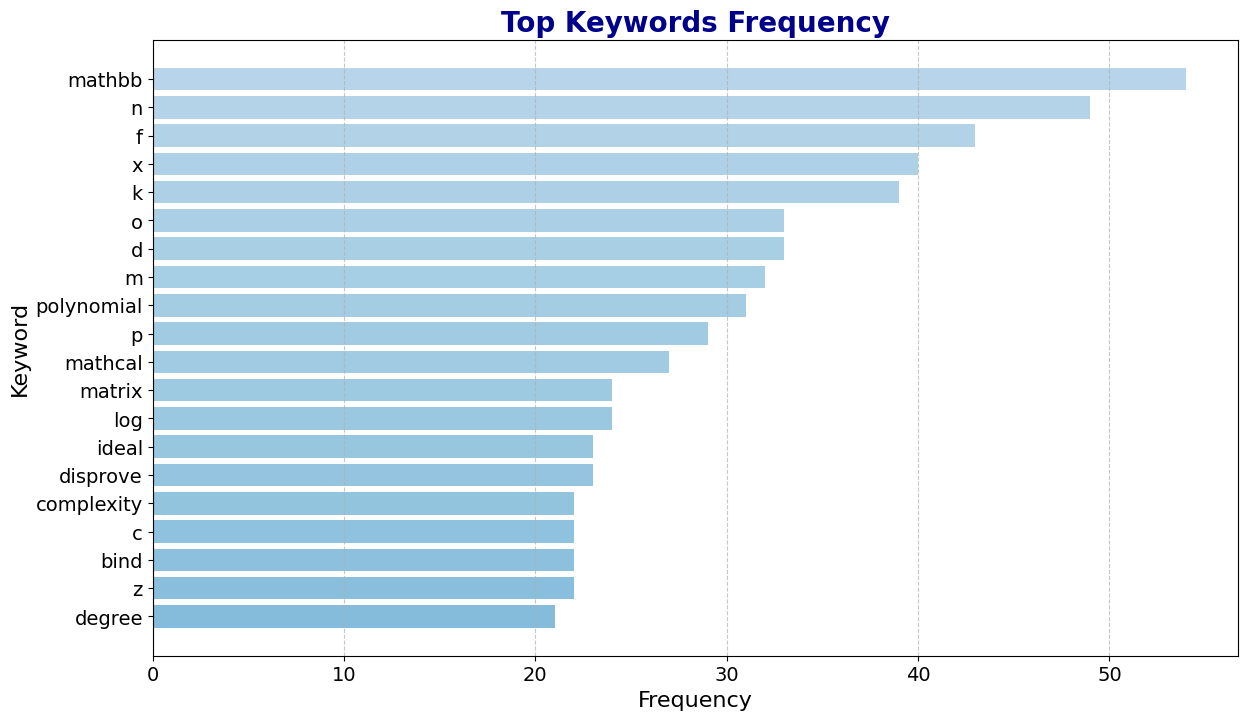 Top Keywords Frequency
Keyword
mathbb
n
f
x
k
o
d
m
polynomial
p
mathcal
matrix
log
ideal
disprove
complexity
c
bind
z
degree
0 10 20 30 40 50
Frequency